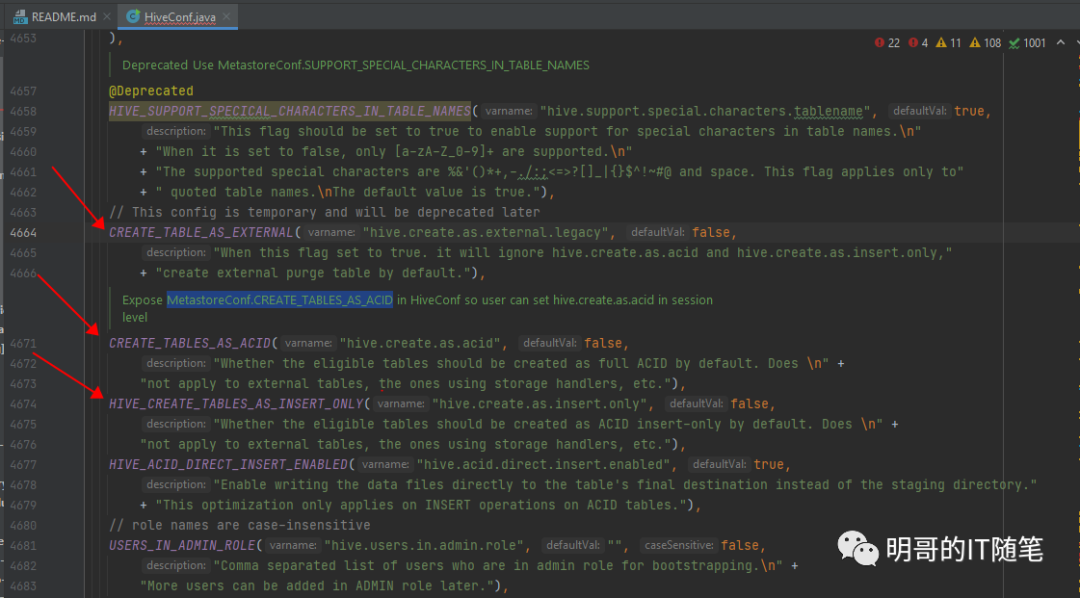 README.md HiveConf.java
22 4 11 108 1001
4653 ),
Deprecated Use MetastoreConf.SUPPORT_SPECIAL_CHARACTERS_IN_TABLE_NAMES
4657 @Deprecated
4658 HIVE_SUPPORT_SPECICAL_CHARACTERS_IN_TABLE_NAMES( varname: "hive.support.special.characters.tablename", defaultVal: true,
4659 description: "This flag should be set to true to enable support for special characters in table names.\n"
4660 + "When it is set to false, only [a-zA-Z_0-9]+ are supported.\n"
4661 + "The supported special characters are %&'()*+,-./:;<=>?[]_|{}$^!~#@ and space. This flag applies only to"
4662 + " quoted table names.\nThe default value is true."),
4663 // This config is temporary and will be deprecated later
4664 CREATE_TABLE_AS_EXTERNAL( varname: "hive.create.as.external.legacy", defaultVal: false,
4665 description: "When this flag set to true. it will ignore hive.create.as.acid and hive.create.as.insert.only,"
4666 + "create external purge table by default."),
Expose MetastoreConf.CREATE_TABLES_AS_ACID in HiveConf so user can set hive.create.as.acid in session
level
4671 CREATE_TABLES_AS_ACID( varname: "hive.create.as.acid", defaultVal: false,
4672 description: "Whether the eligible tables should be created as full ACID by default. Does \n" +
4673 "not apply to external tables, the ones using storage handlers, etc."),
4674 HIVE_CREATE_TABLES_AS_INSERT_ONLY( varname: "hive.create.as.insert.only", defaultVal: false,
4675 description: "Whether the eligible tables should be created as ACID insert-only by default. Does \n" +
4676 "not apply to external tables, the ones using storage handlers, etc."),
4677 HIVE_ACID_DIRECT_INSERT_ENABLED( varname: "hive.acid.direct.insert.enabled", defaultVal: true,
4678 description: "Enable writing the data files directly to the table's final destination instead of the staging directory."
4679 + "This optimization only applies on INSERT operations on ACID tables."),
4680 // role names are case-insensitive
4681 USERS_IN_ADMIN_ROLE( varname: "hive.users.in.admin.role", defaultVal: "", caseSensitive: false,
4682 description: "Comma separated list of users who are in admin role for bootstrapping.\n" +
4683 "More users can be added in ADMIN role later."),
明哥的IT随笔